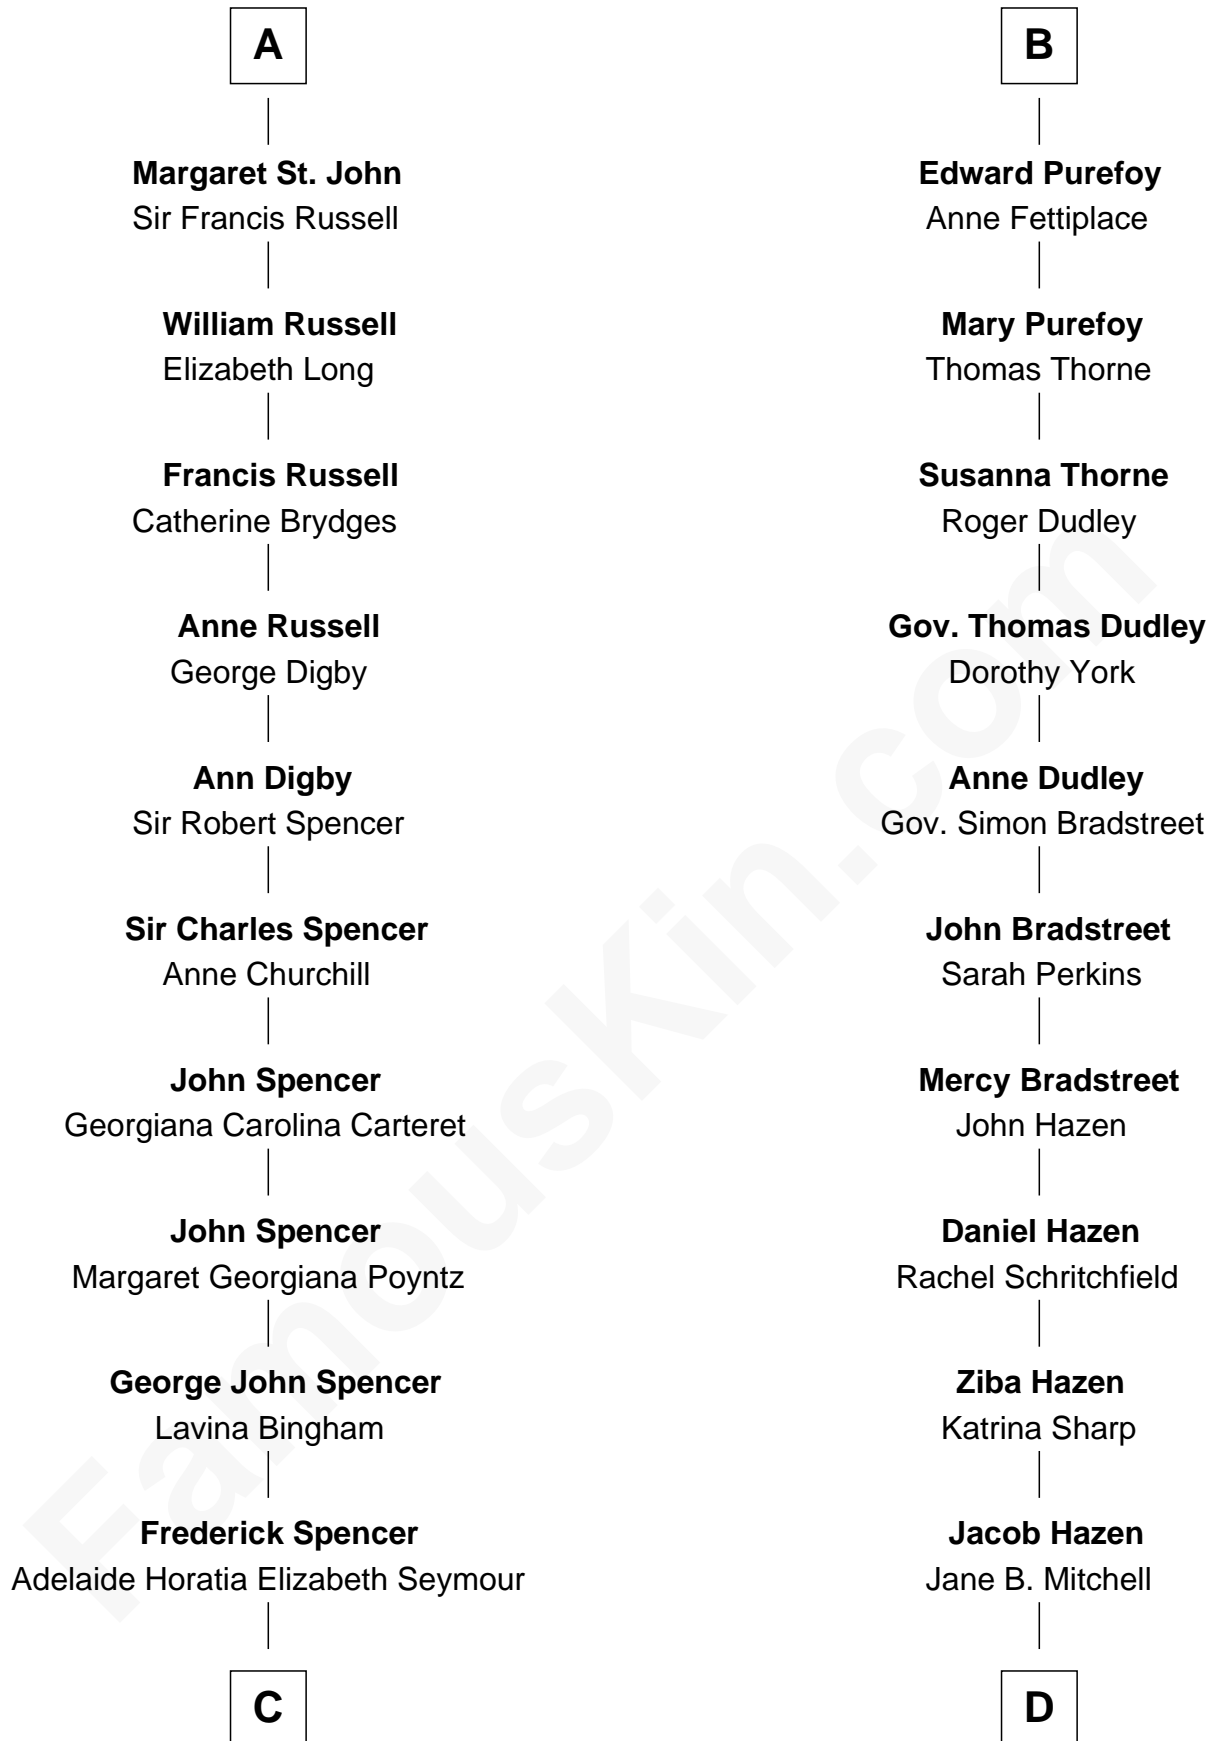 A
Margaret St. John
Sir Francis Russell
William Russell
Elizabeth Long
Francis Russell
Catherine Brydges
Anne Russell
George Digby
Ann Digby
Sir Robert Spencer
Sir Charles Spencer
Anne Churchill
John Spencer
Georgiana Carolina Carteret
John Spencer
Margaret Georgiana Poyntz
George John Spencer
Lavina Bingham
Frederick Spencer
Adelaide Horatia Elizabeth Seymour
C
B
Edward Purefoy
Anne Fettiplace
Mary Purefoy
Thomas Thorne
Susanna Thorne
Roger Dudley
Gov. Thomas Dudley
Dorothy York
Anne Dudley
Gov. Simon Bradstreet
John Bradstreet
Sarah Perkins
Mercy Bradstreet
John Hazen
Daniel Hazen
Rachel Schritchfield
Ziba Hazen
Katrina Sharp
Jacob Hazen
Jane B. Mitchell
D
FamousKin.com